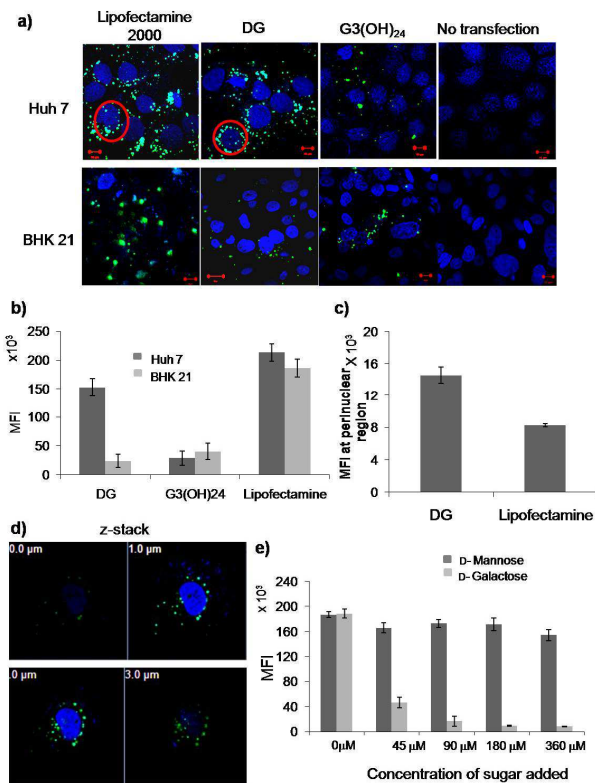 a)
Lipofectamine
2000
DG
G3(OH)24
No transfection
Huh 7
BHK 21
b)
x10³
250
200
150
100
50
0
MFI
Huh 7
BHK 21
DG
G3(OH)24
Lipofectamine
c)
X 10³
20
16
12
8
4
0
MFI at perinuclear
region
DG
Lipofectamine
d)
z-stack
0.0 µm
1.0 µm
.0 µm
3.0 µm
e)
D- Mannose
D- Galactose
x 10³
240
200
160
120
80
40
0
MFI
0µM
45 µM
90 µM
180 µM
360 µM
Concentration of sugar added